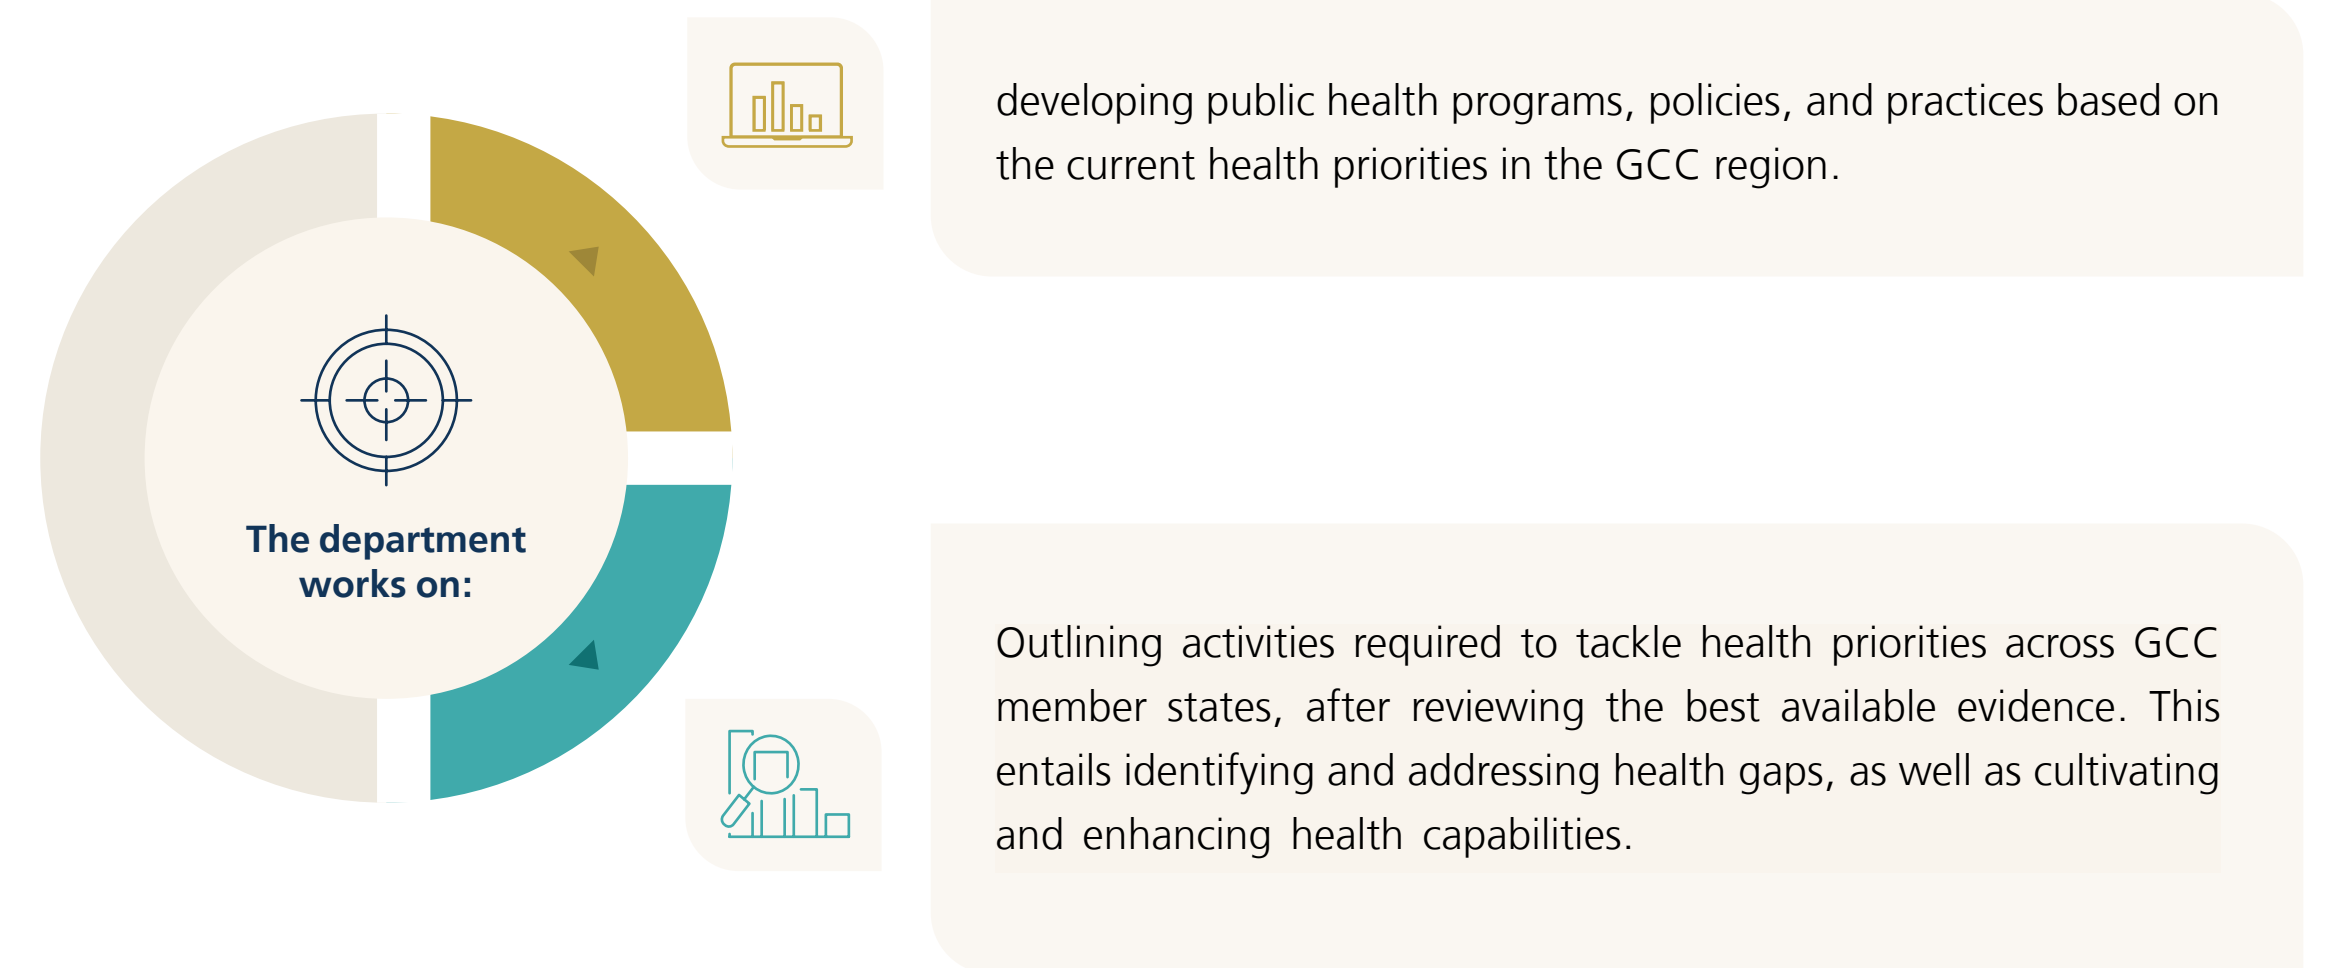 The department
works on:
developing public health programs, policies, and practices based on
the current health priorities in the GCC region.
Outlining activities required to tackle health priorities across GCC
member states, after reviewing the best available evidence. This
entails identifying and addressing health gaps, as well as cultivating
and enhancing health capabilities.